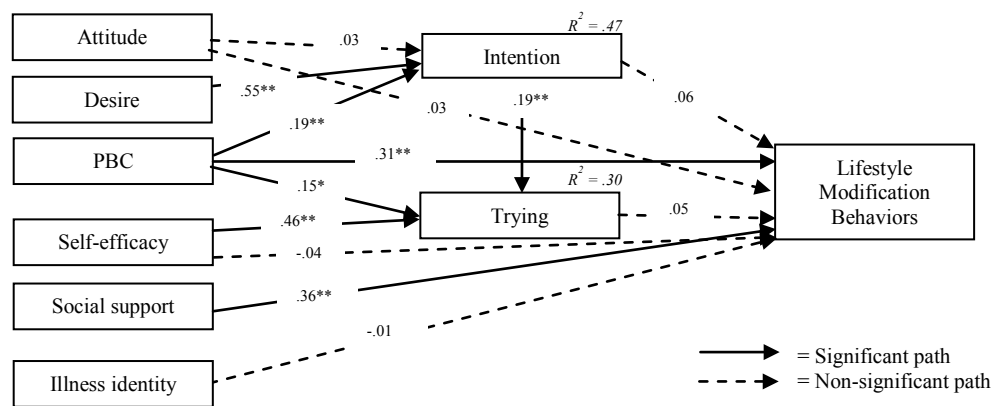 Attitude
Desire
PBC
Self-efficacy
Social support
Illness identity
.03
.55**
.19**
.31**
.15*
.46**
-.04
.36**
-.01
R² = .47
Intention
.19**
.03
.06
R² = .30
Trying
.05
Lifestyle
Modification
Behaviors
= Significant path
= Non-significant path